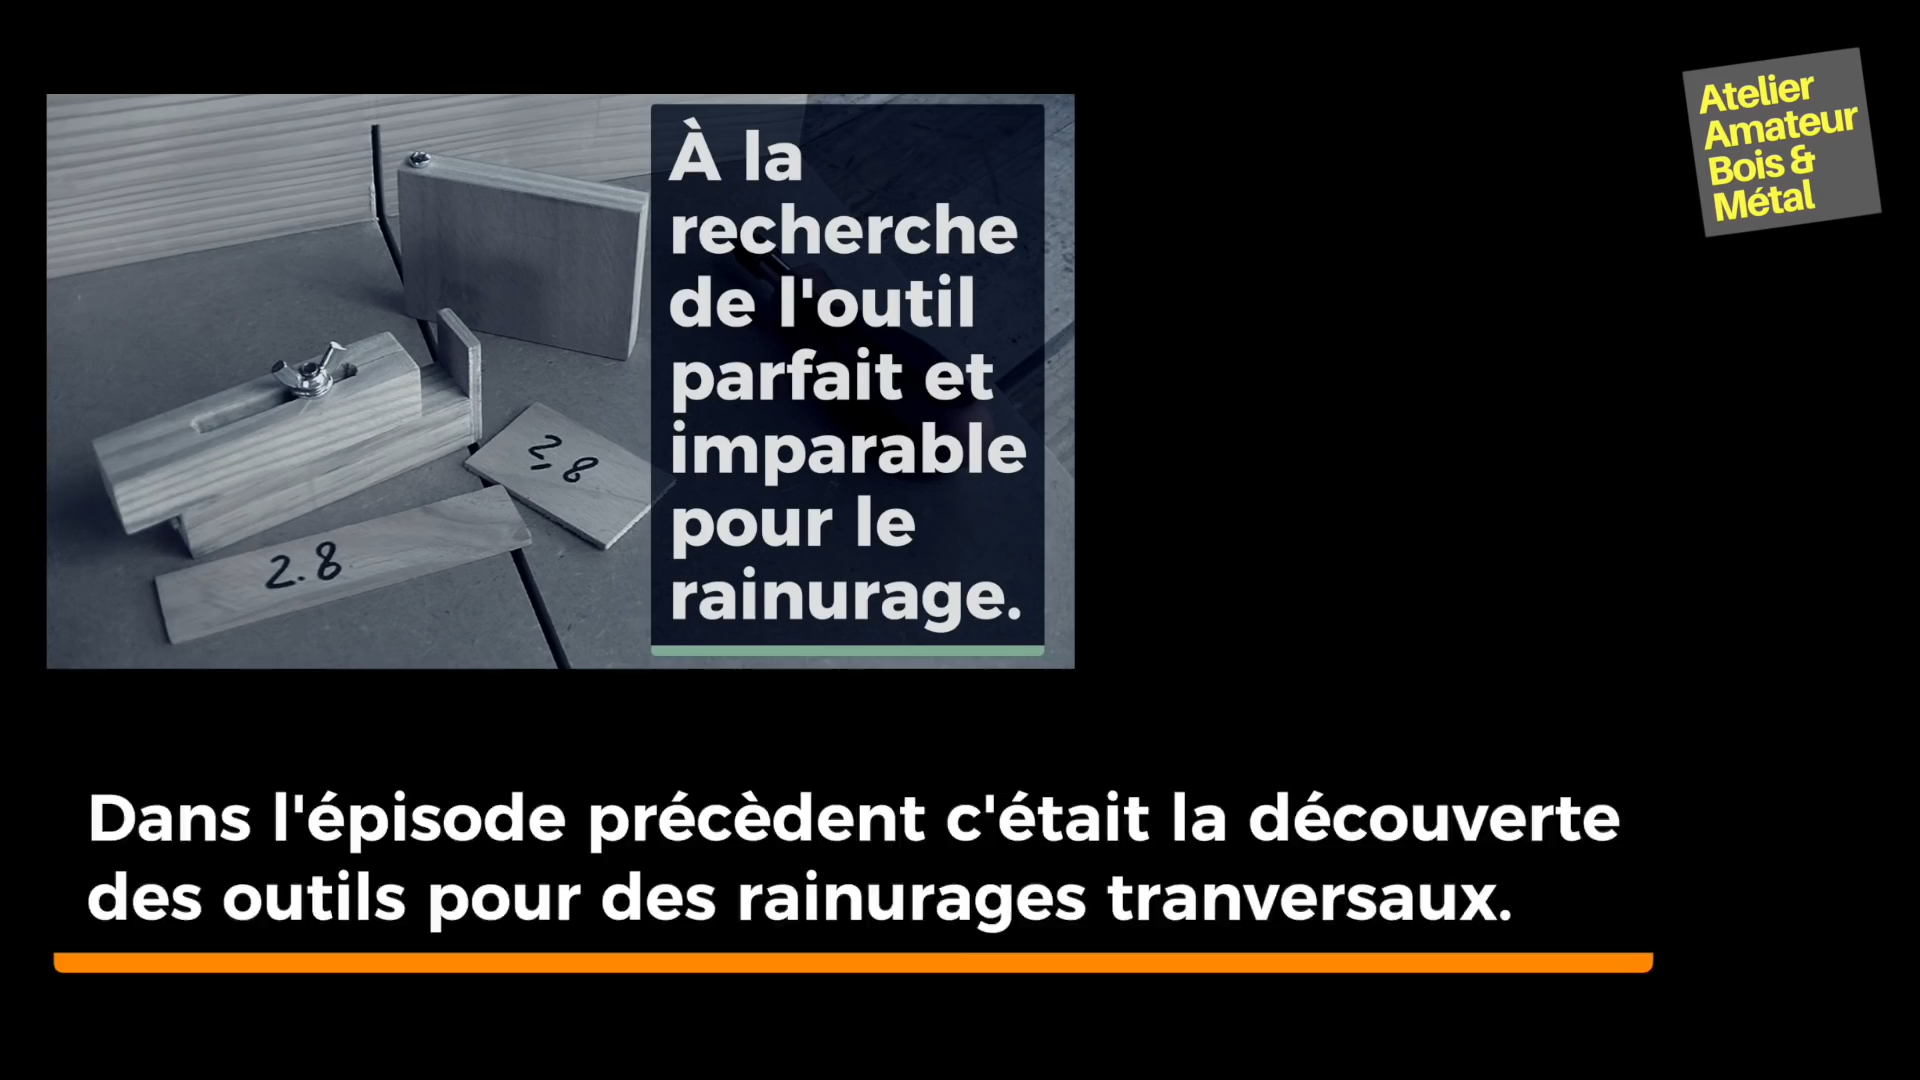 À la
recherche
de l'outil
parfait et
imparable
pour le
rainurage.
2,8
2.8
Atelier
Amateur
Bois &
Métal
Dans l'épisode précèdent c'était la découverte
des outils pour des rainurages tranversaux.